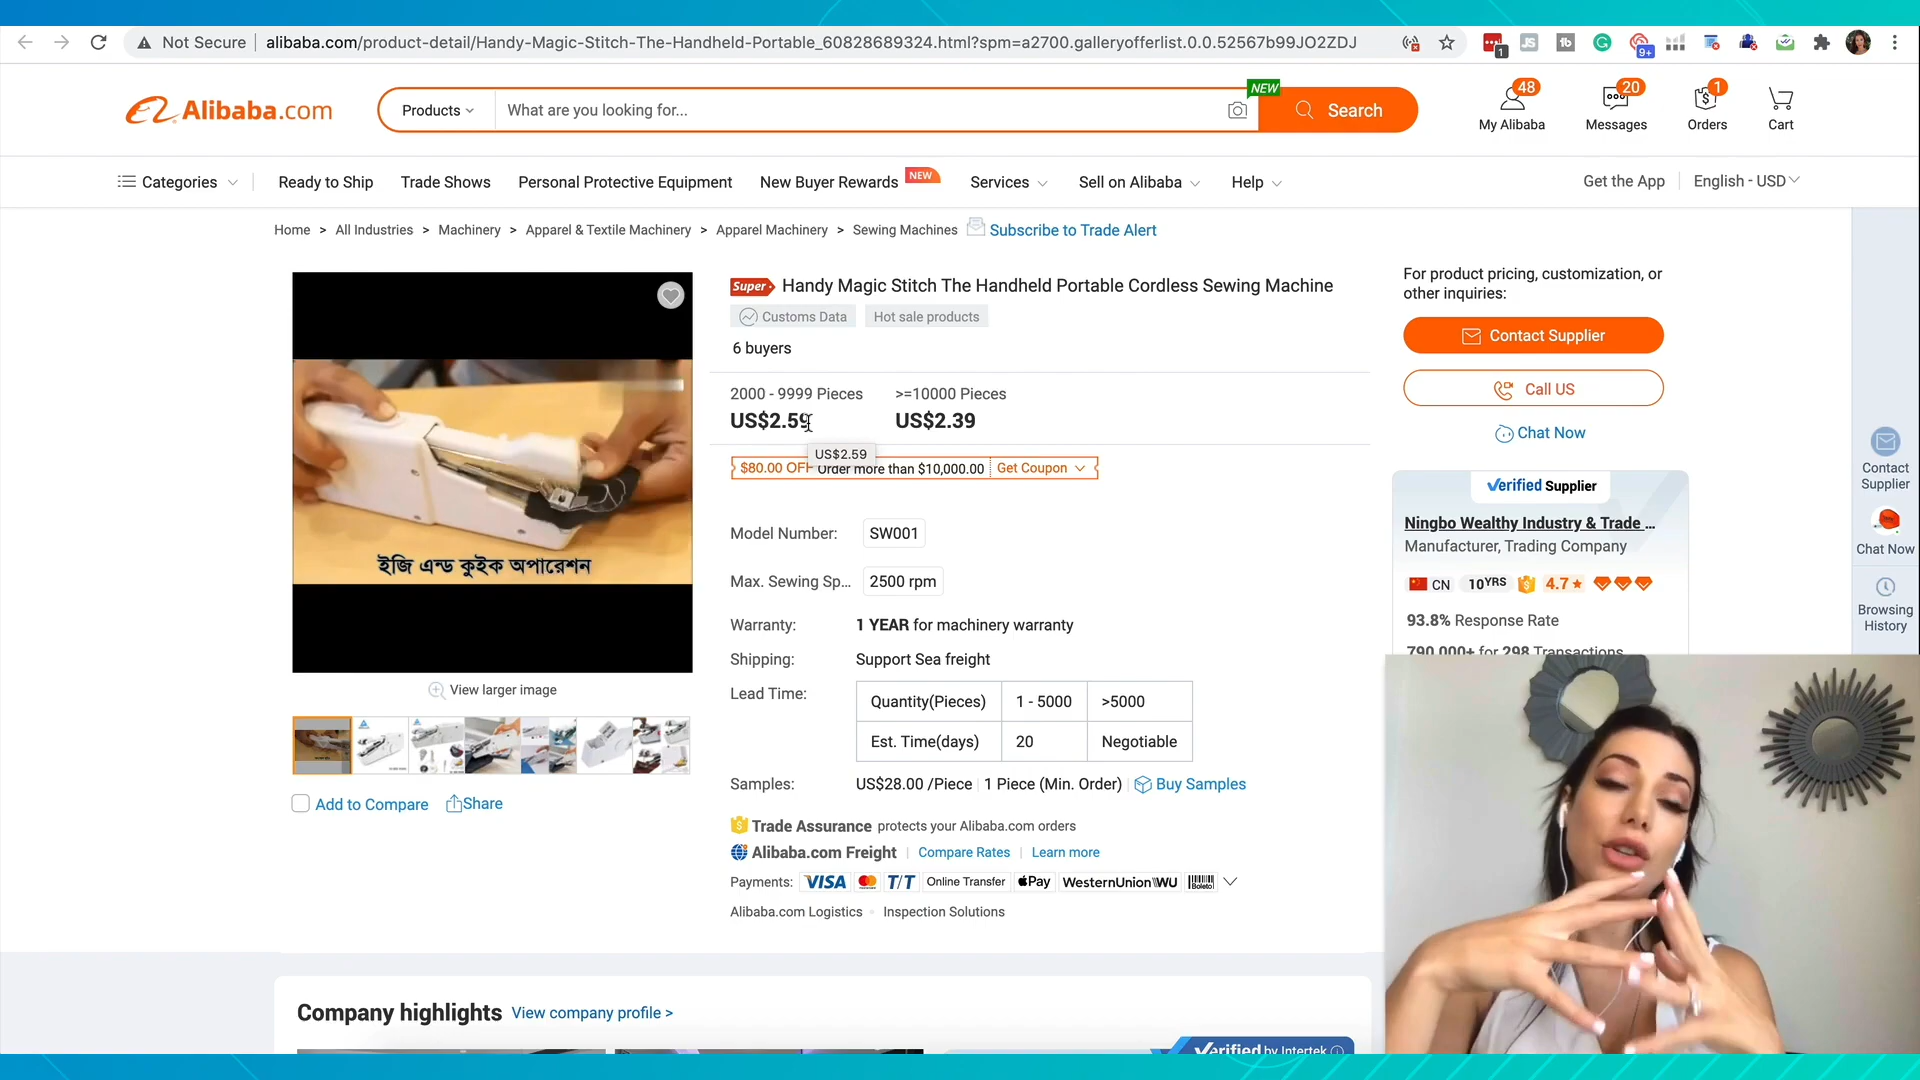 Not Secure
alibaba.com/product-detail/Handy-Magic-Stitch-The-Handheld-Portable_60828689324.html?spm=a2700.galleryofferlist.0.0.52567b99JO2ZDJ
1
JS
tb
9+
Alibaba.com
Products
What are you looking for...
NEW
Search
48
My Alibaba
20
Messages
1
Orders
Cart
Categories
Ready to Ship
Trade Shows
Personal Protective Equipment
New Buyer Rewards
NEW
Services
Sell on Alibaba
Help
Get the App
English - USD
Home > All Industries > Machinery > Apparel & Textile Machinery > Apparel Machinery > Sewing Machines
Subscribe to Trade Alert
ইজি এন্ড কুইক অপারেশন
View larger image
Add to Compare
Share
Super
Handy Magic Stitch The Handheld Portable Cordless Sewing Machine
Customs Data
Hot sale products
6 buyers
2000 - 9999 Pieces
>=10000 Pieces
US$2.59
US$2.39
US$2.59
$80.00 OFF Order more than $10,000.00 Get Coupon
Model Number: SW001
Max. Sewing Sp... 2500 rpm
Warranty: 1 YEAR for machinery warranty
Shipping: Support Sea freight
Lead Time:
Quantity(Pieces) 1 - 5000 >5000
Est. Time(days) 20 Negotiable
Samples: US$28.00 /Piece 1 Piece (Min. Order) Buy Samples
Trade Assurance protects your Alibaba.com orders
Alibaba.com Freight Compare Rates Learn more
Payments: VISA T/T Online Transfer Pay WesternUnion WU Boleto
Alibaba.com Logistics Inspection Solutions
For product pricing, customization, or
other inquiries:
Contact Supplier
Call US
Chat Now
Verified Supplier
Ningbo Wealthy Industry & Trade ...
Manufacturer, Trading Company
CN 10YRS 4.7
93.8% Response Rate
790,000+ for 298 Transactions
Contact
Supplier
Chat Now
Browsing
History
Company highlights
View company profile >
Verified by Intertek